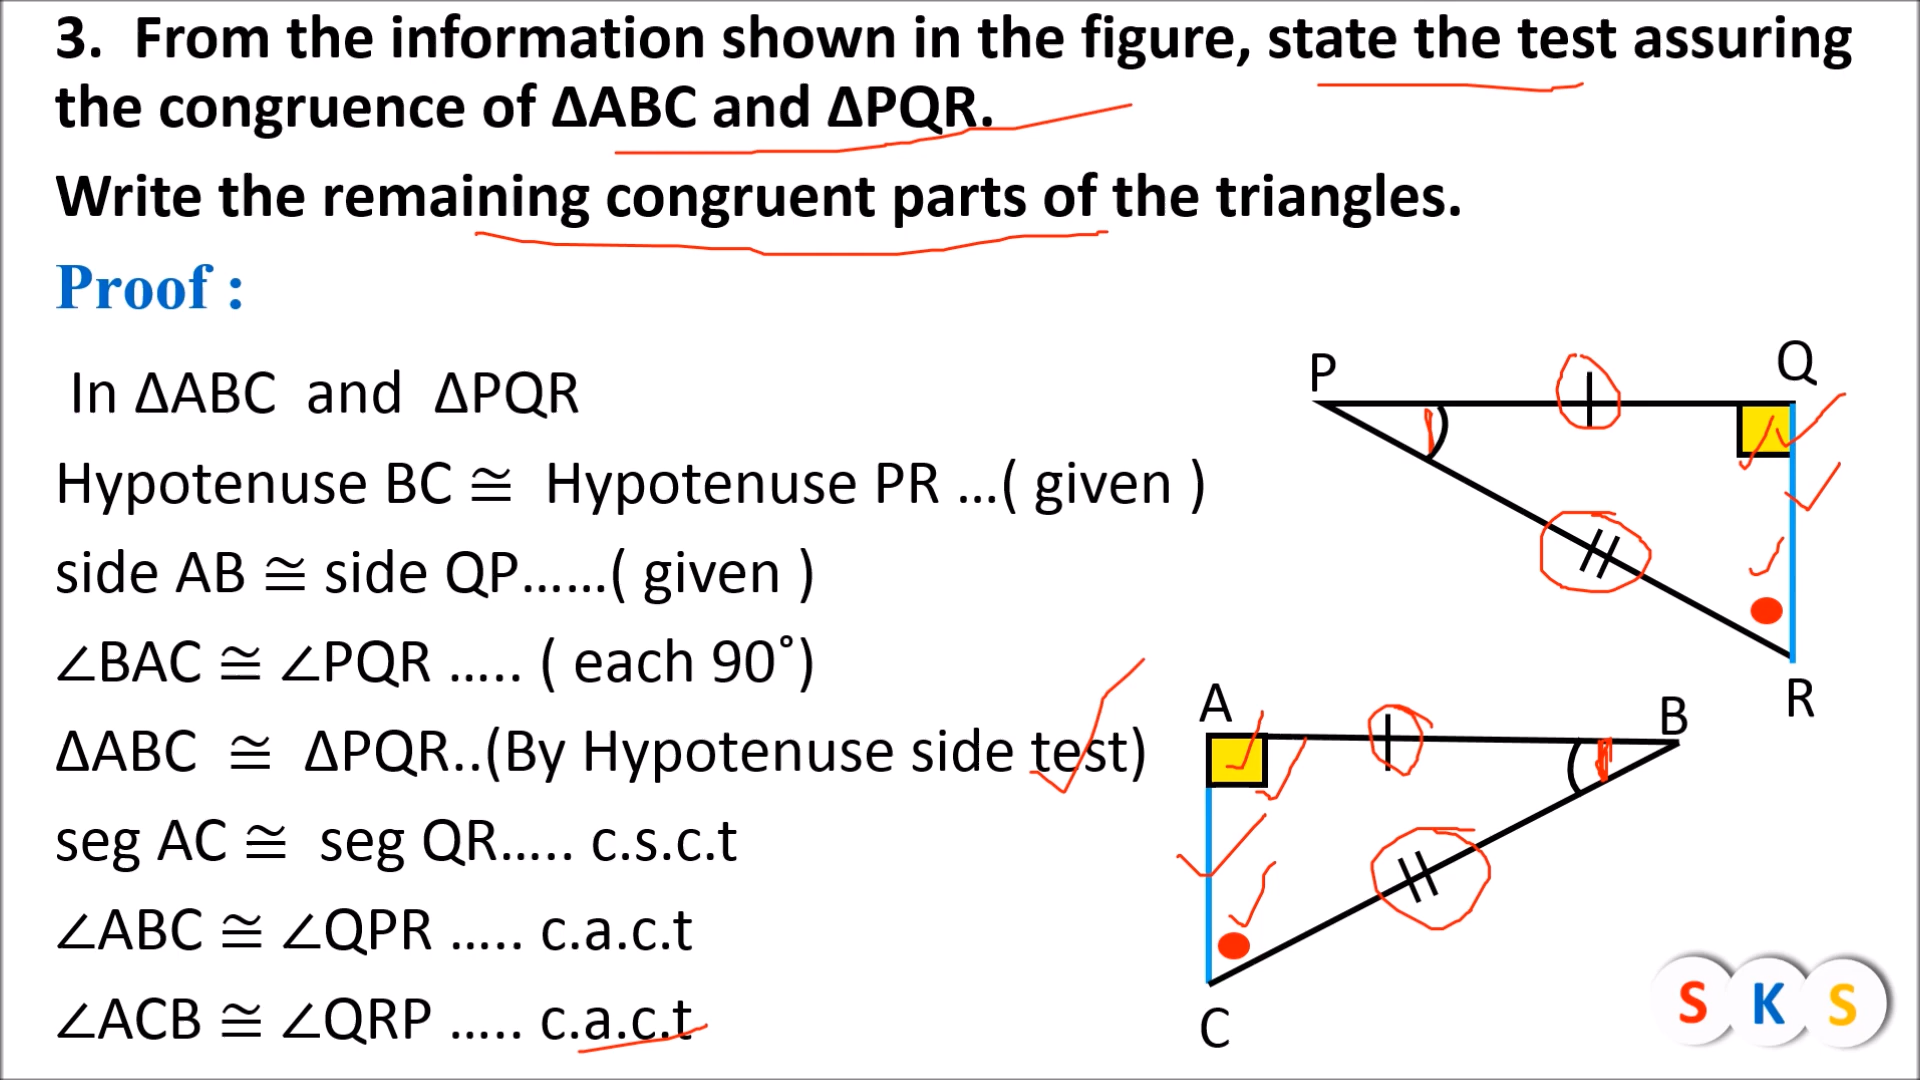 3. From the information shown in the figure, state the test assuring
the congruence of ΔABC and ΔPQR.
Write the remaining congruent parts of the triangles.
Proof :
In ΔABC and ΔPQR
Hypotenuse BC ≅ Hypotenuse PR ...( given )
side AB ≅ side QP......( given )
∠BAC ≅ ∠PQR ..... ( each 90˚)
ΔABC ≅ ΔPQR..(By Hypotenuse side test)
seg AC ≅ seg QR..... c.s.c.t
∠ABC ≅ ∠QPR ..... c.a.c.t
∠ACB ≅ ∠QRP ..... c.a.c.t
P
Q
R
A
B
C
S K S